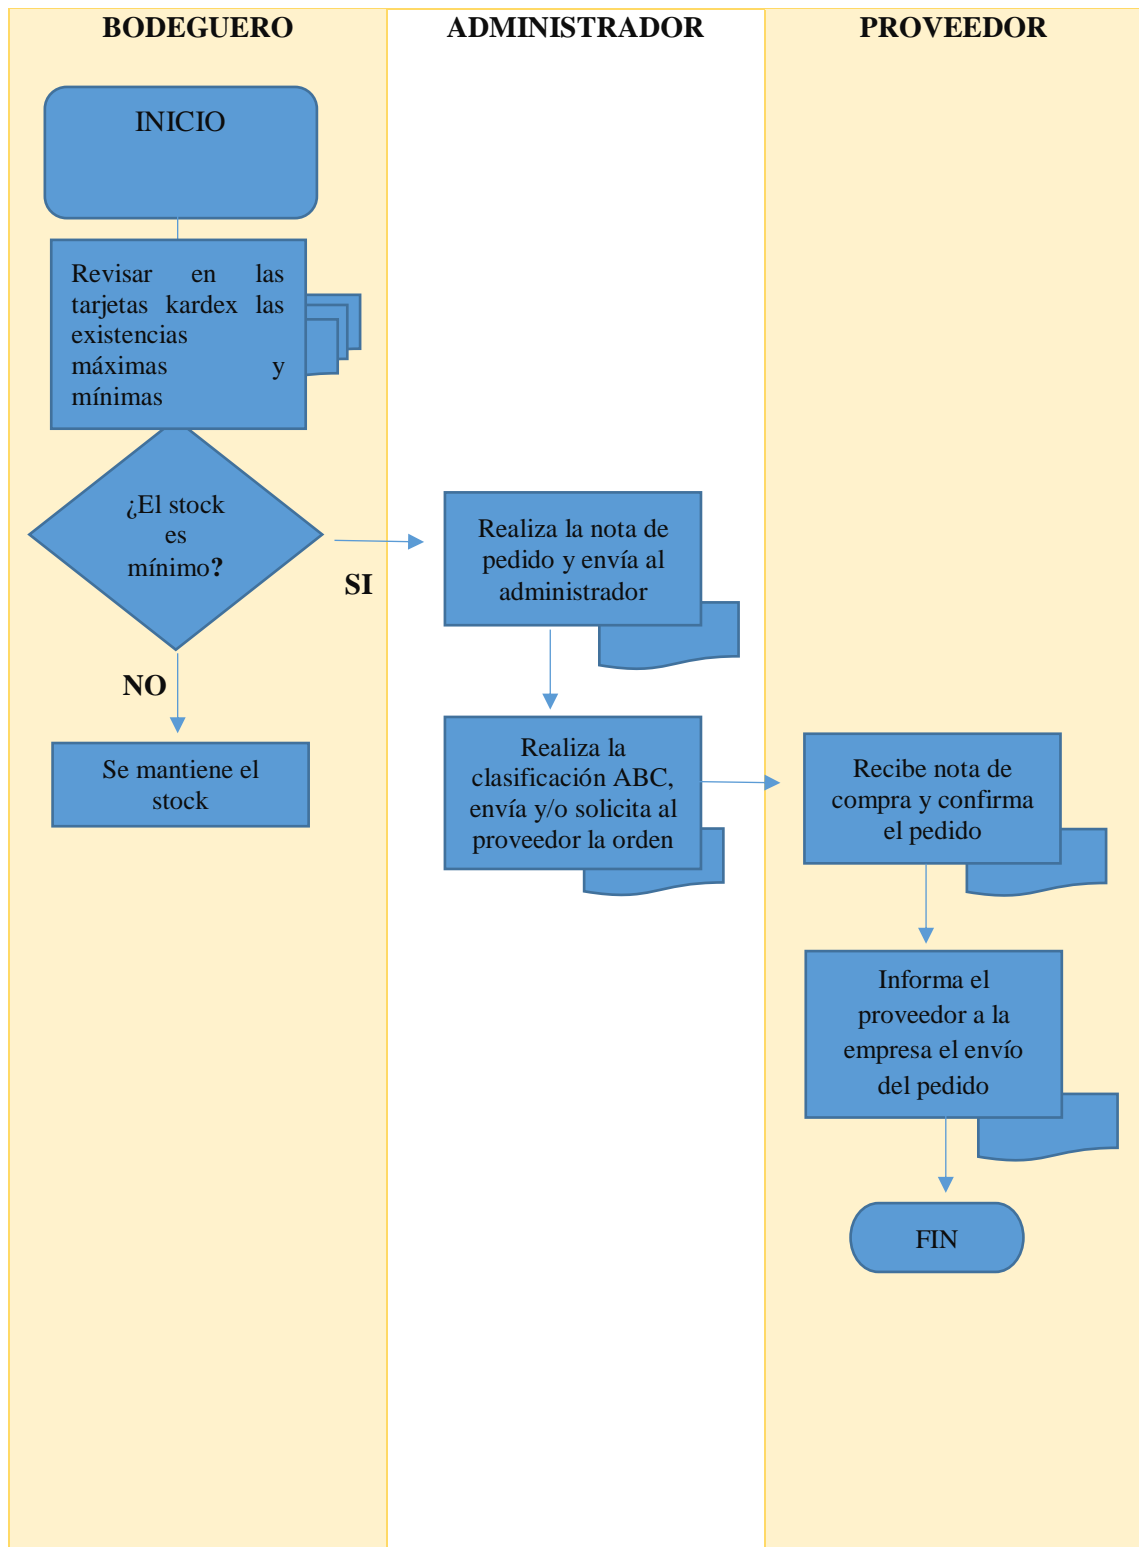 BODEGUERO
ADMINISTRADOR
PROVEEDOR
INICIO
Revisar en las
tarjetas kardex las
existencias
máximas y
mínimas
¿El stock
es
mínimo?
SI
NO
Se mantiene el
stock
Realiza la nota de
pedido y envía al
administrador
Realiza la
clasificación ABC,
envía y/o solicita al
proveedor la orden
Recibe nota de
compra y confirma
el pedido
Informa el
proveedor a la
empresa el envío
del pedido
FIN